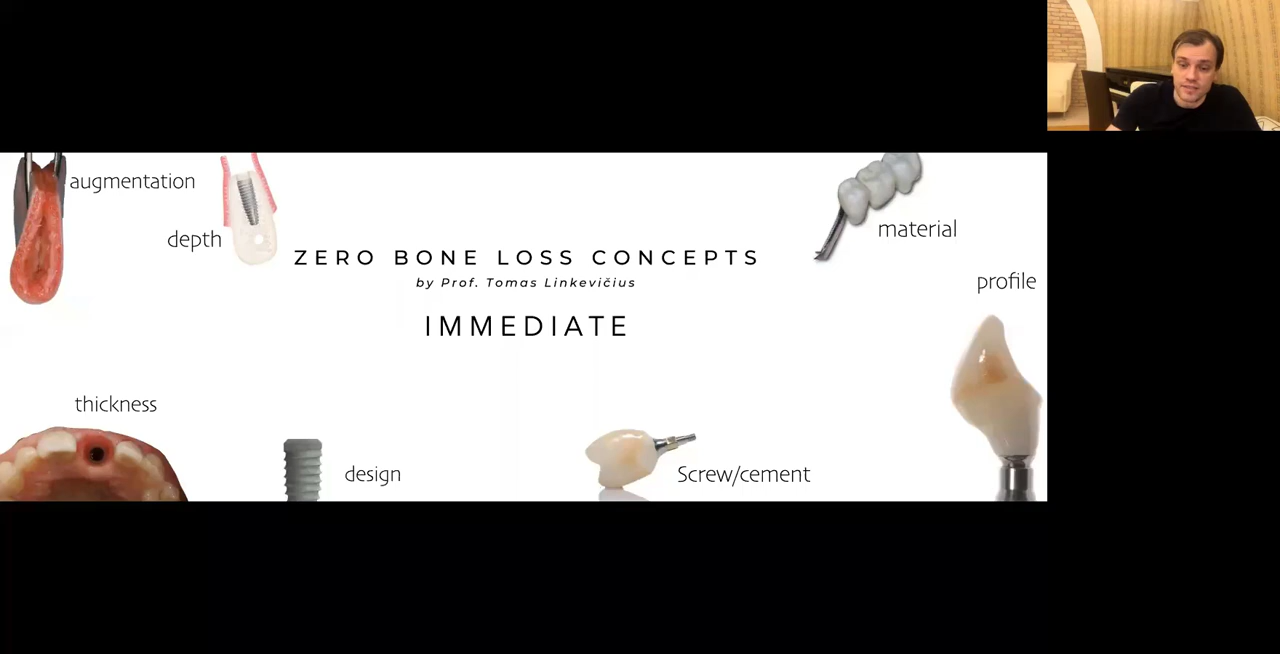 augmentation
depth
ZERO BONE LOSS CONCEPTS
by Prof. Tomas Linkevičius
IMMEDIATE
material
profile
thickness
design
Screw/cement